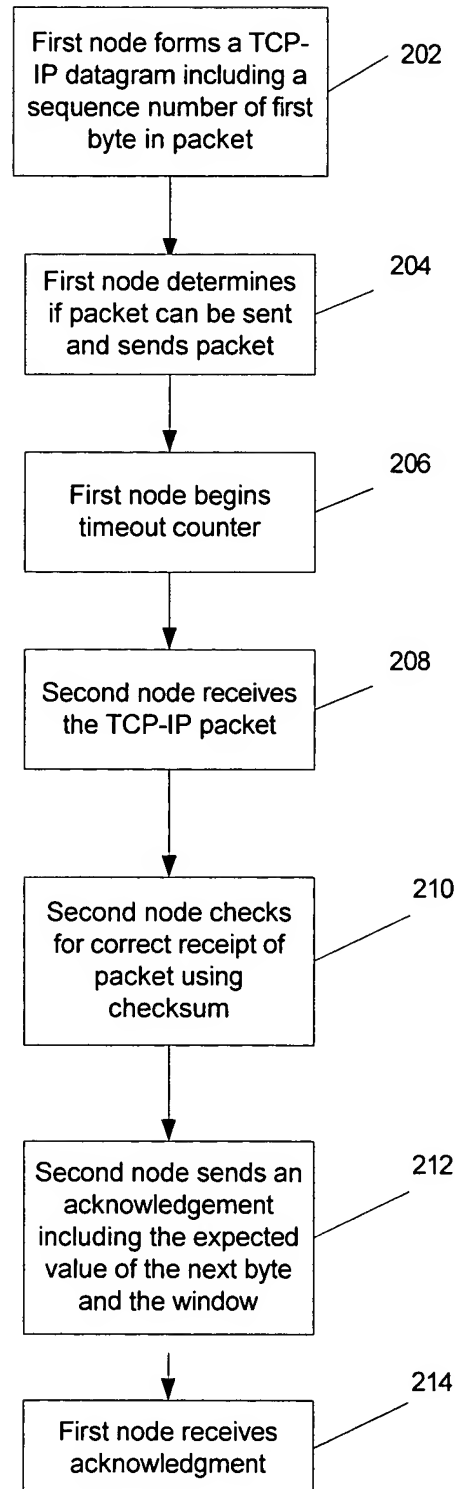 First node forms a TCP-
IP datagram including a
sequence number of first
byte in packet
202
First node determines
if packet can be sent
and sends packet
204
First node begins
timeout counter
206
Second node receives
the TCP-IP packet
208
Second node checks
for correct receipt of
packet using
checksum
210
Second node sends an
acknowledgement
including the expected
value of the next byte
and the window
212
First node receives
acknowledgment
214